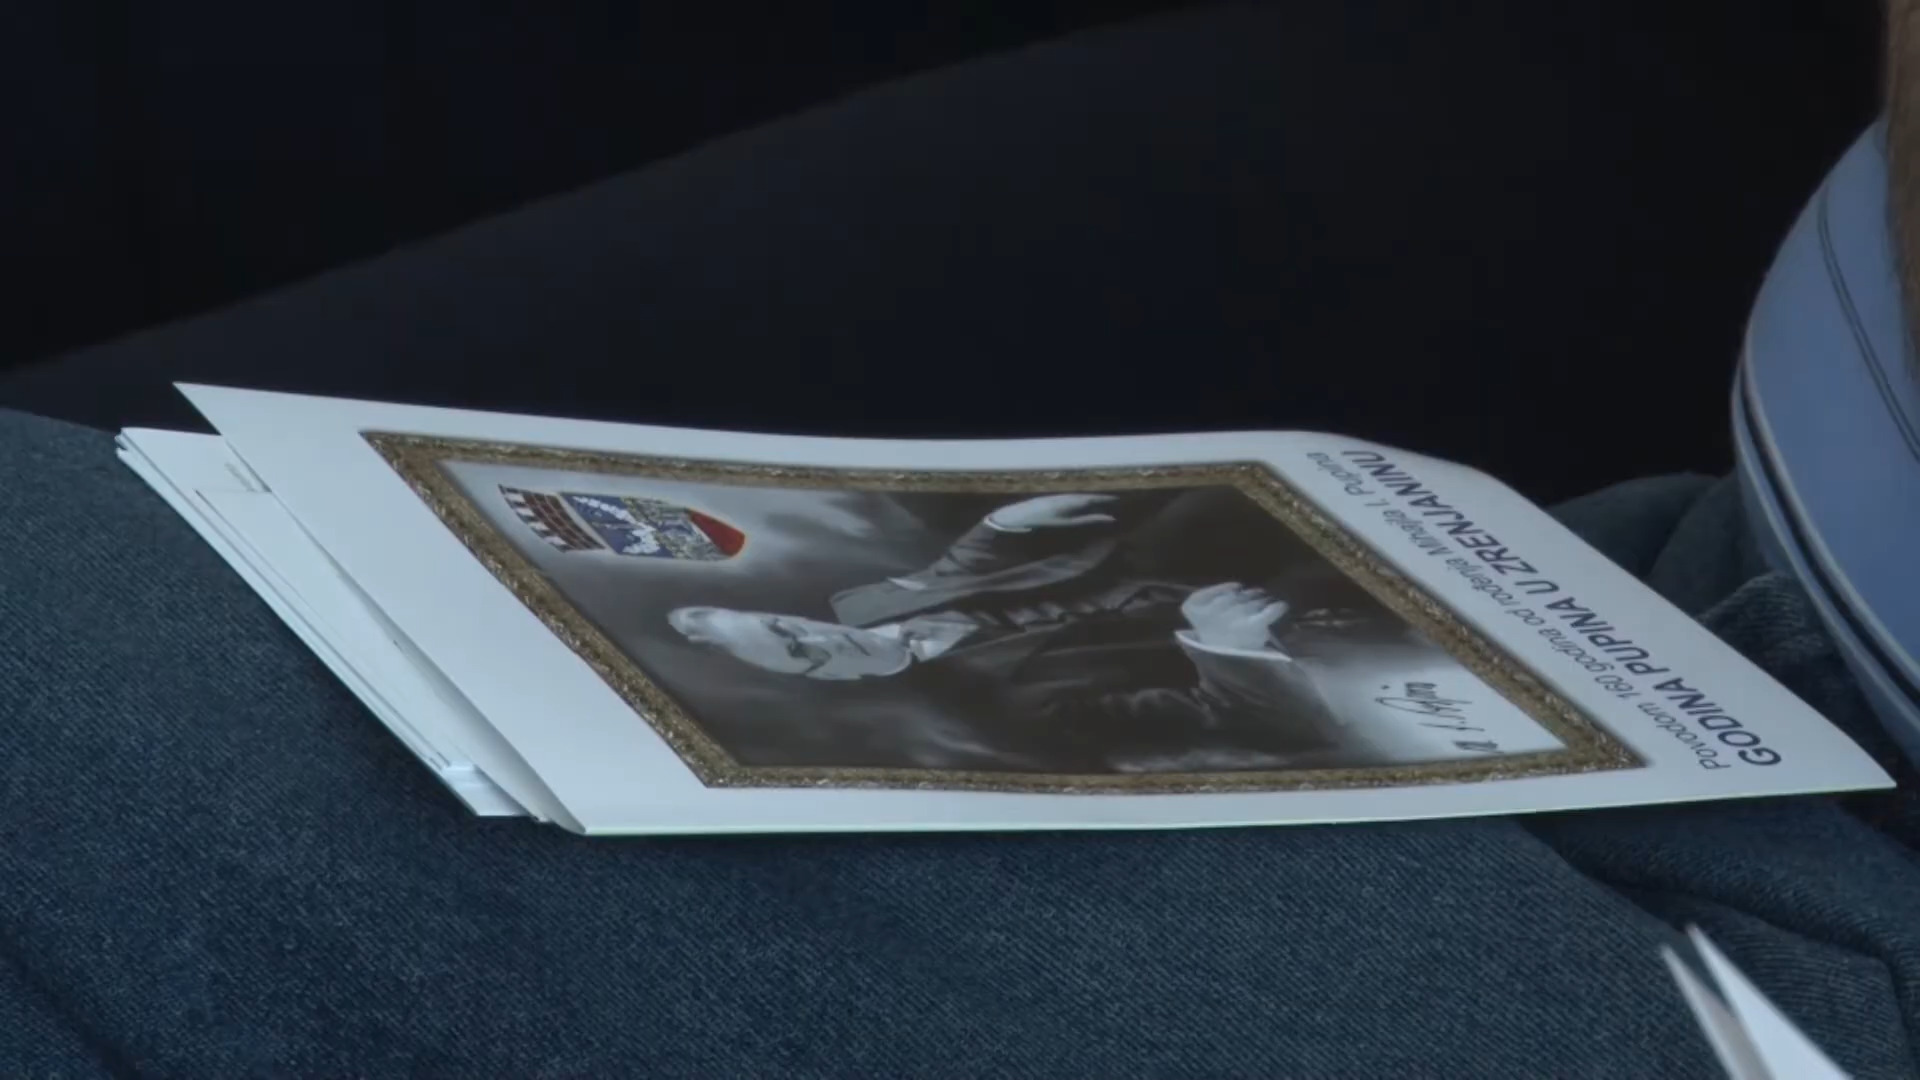 Povodom 160 godina od rođenja Mihajla I. Pupina
GODINA PUPINA U ZRENJANINU